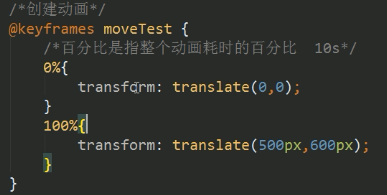 /*创建动画*/
@keyframes moveTest {
/*百分比是指整个动画耗时的百分比  10s*/
0%{
transform: translate(0,0);
}
100%{
transform: translate(500px,600px);
}
}